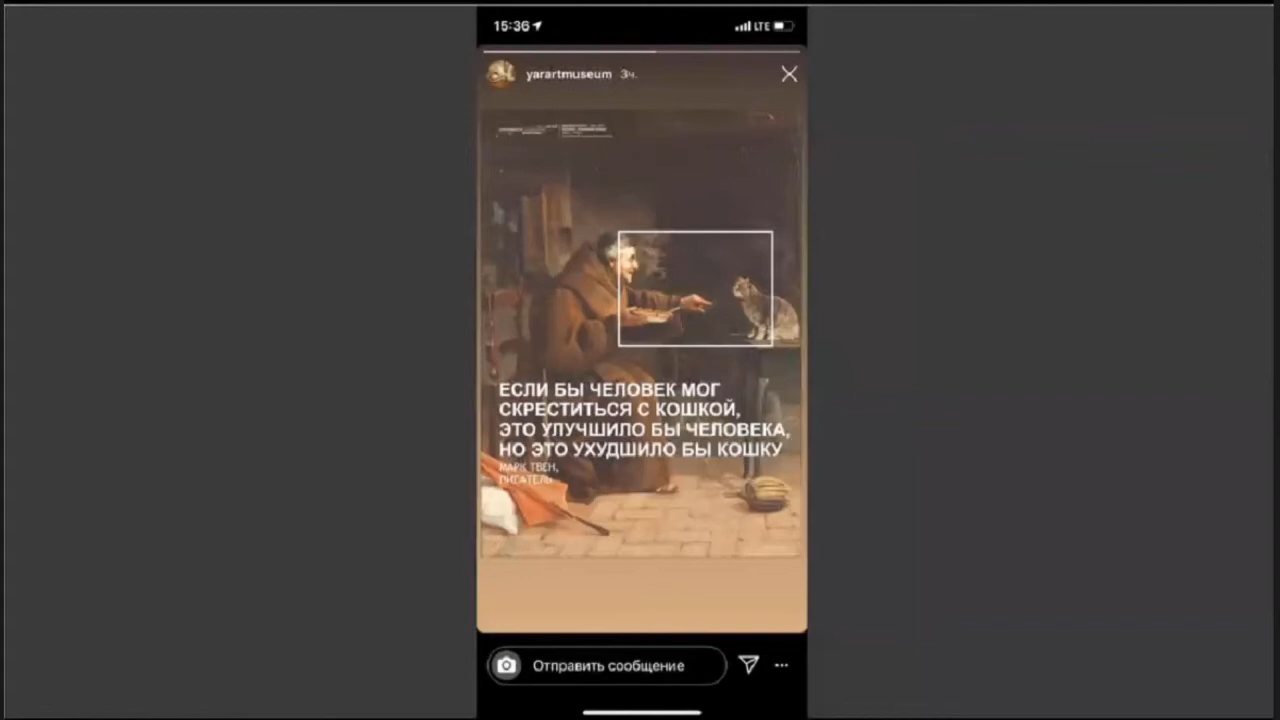 15:36
LTE
yarartmuseum 3ч.
ЕСЛИ БЫ ЧЕЛОВЕК МОГ
СКРЕСТИТЬСЯ С КОШКОЙ,
ЭТО УЛУЧШИЛО БЫ ЧЕЛОВЕКА,
НО ЭТО УХУДШИЛО БЫ КОШКУ
МАРК ТВЕН,
ПИСАТЕЛЬ
Отправить сообщение